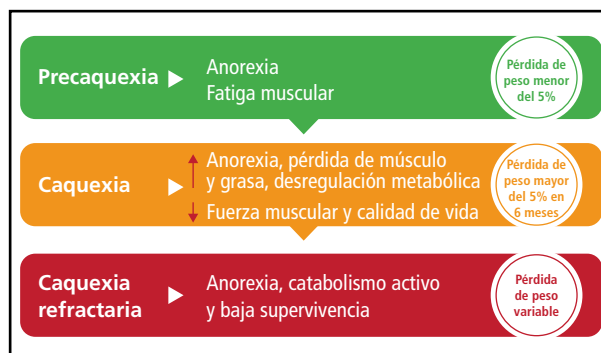 Precaquexia
Anorexia
Fatiga muscular
Pérdida de
peso menor
del 5%
Caquexia
Anorexia, pérdida de músculo
y grasa, desregulación metabólica
Fuerza muscular y calidad de vida
Pérdida de
peso mayor
del 5% en
6 meses
Caquexia
refractaria
Anorexia, catabolismo activo
y baja supervivencia
Pérdida
de peso
variable